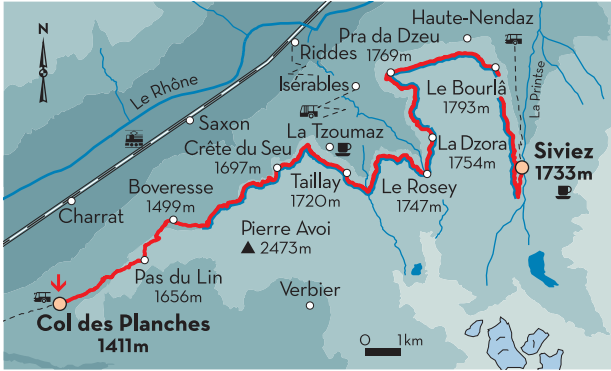 N
Haute-Nendaz
Riddes
Pra da Dzeu
1769m
La Printse
Le Rhône
Isérables
Le Bourlâ
1793m
Saxon
La Tzoumaz
La Dzora
1754m
Siviez
1733m
Crête du Seu
1697m
Taillay
1720m
Le Rosey
1747m
Boveresse
1499m
Charrat
Pierre Avoi
2473m
Pas du Lin
1656m
Verbier
Col des Planches
1411m
0 1km